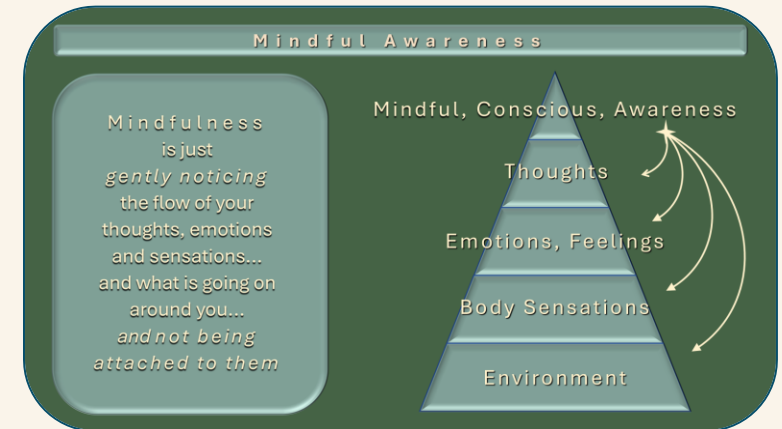 Mindful Awareness
Mindfulness
is just
gently noticing
the flow of your
thoughts, emotions
and sensations...
and what is going on
around you...
and not being
attached to them
Mindful, Conscious, Awareness
Thoughts
Emotions, Feelings
Body Sensations
Environment